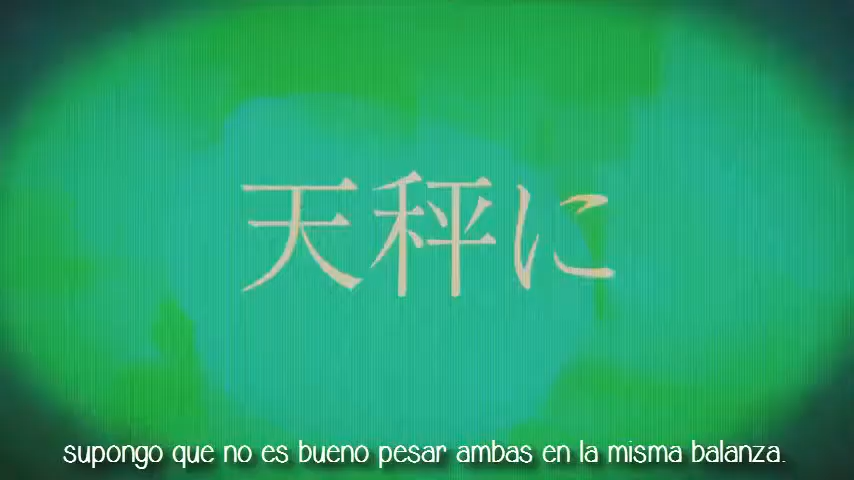 天秤に
supongo que no es bueno pesar ambas en la misma balanza.